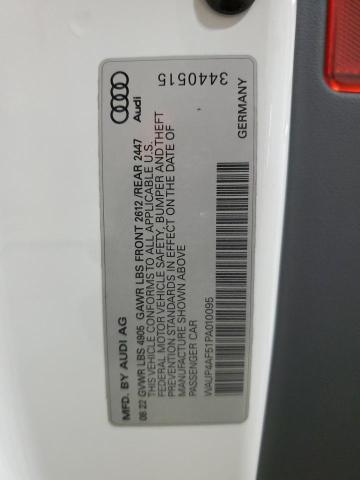 MFD. BY AUDI AG
06 22 GVWR LBS 4905 GAWR LBS FRONT 2612/REAR 2447
THIS VEHICLE CONFORMS TO ALL APPLICABLE U.S.
FEDERAL MOTOR VEHICLE SAFETY, BUMPER AND THEFT
PREVENTION STANDARDS IN EFFECT ON THE DATE OF
MANUFACTURE SHOWN ABOVE
PASSENGER CAR
WAUP4AF51PA010095
GERMANY
Audi
3440515